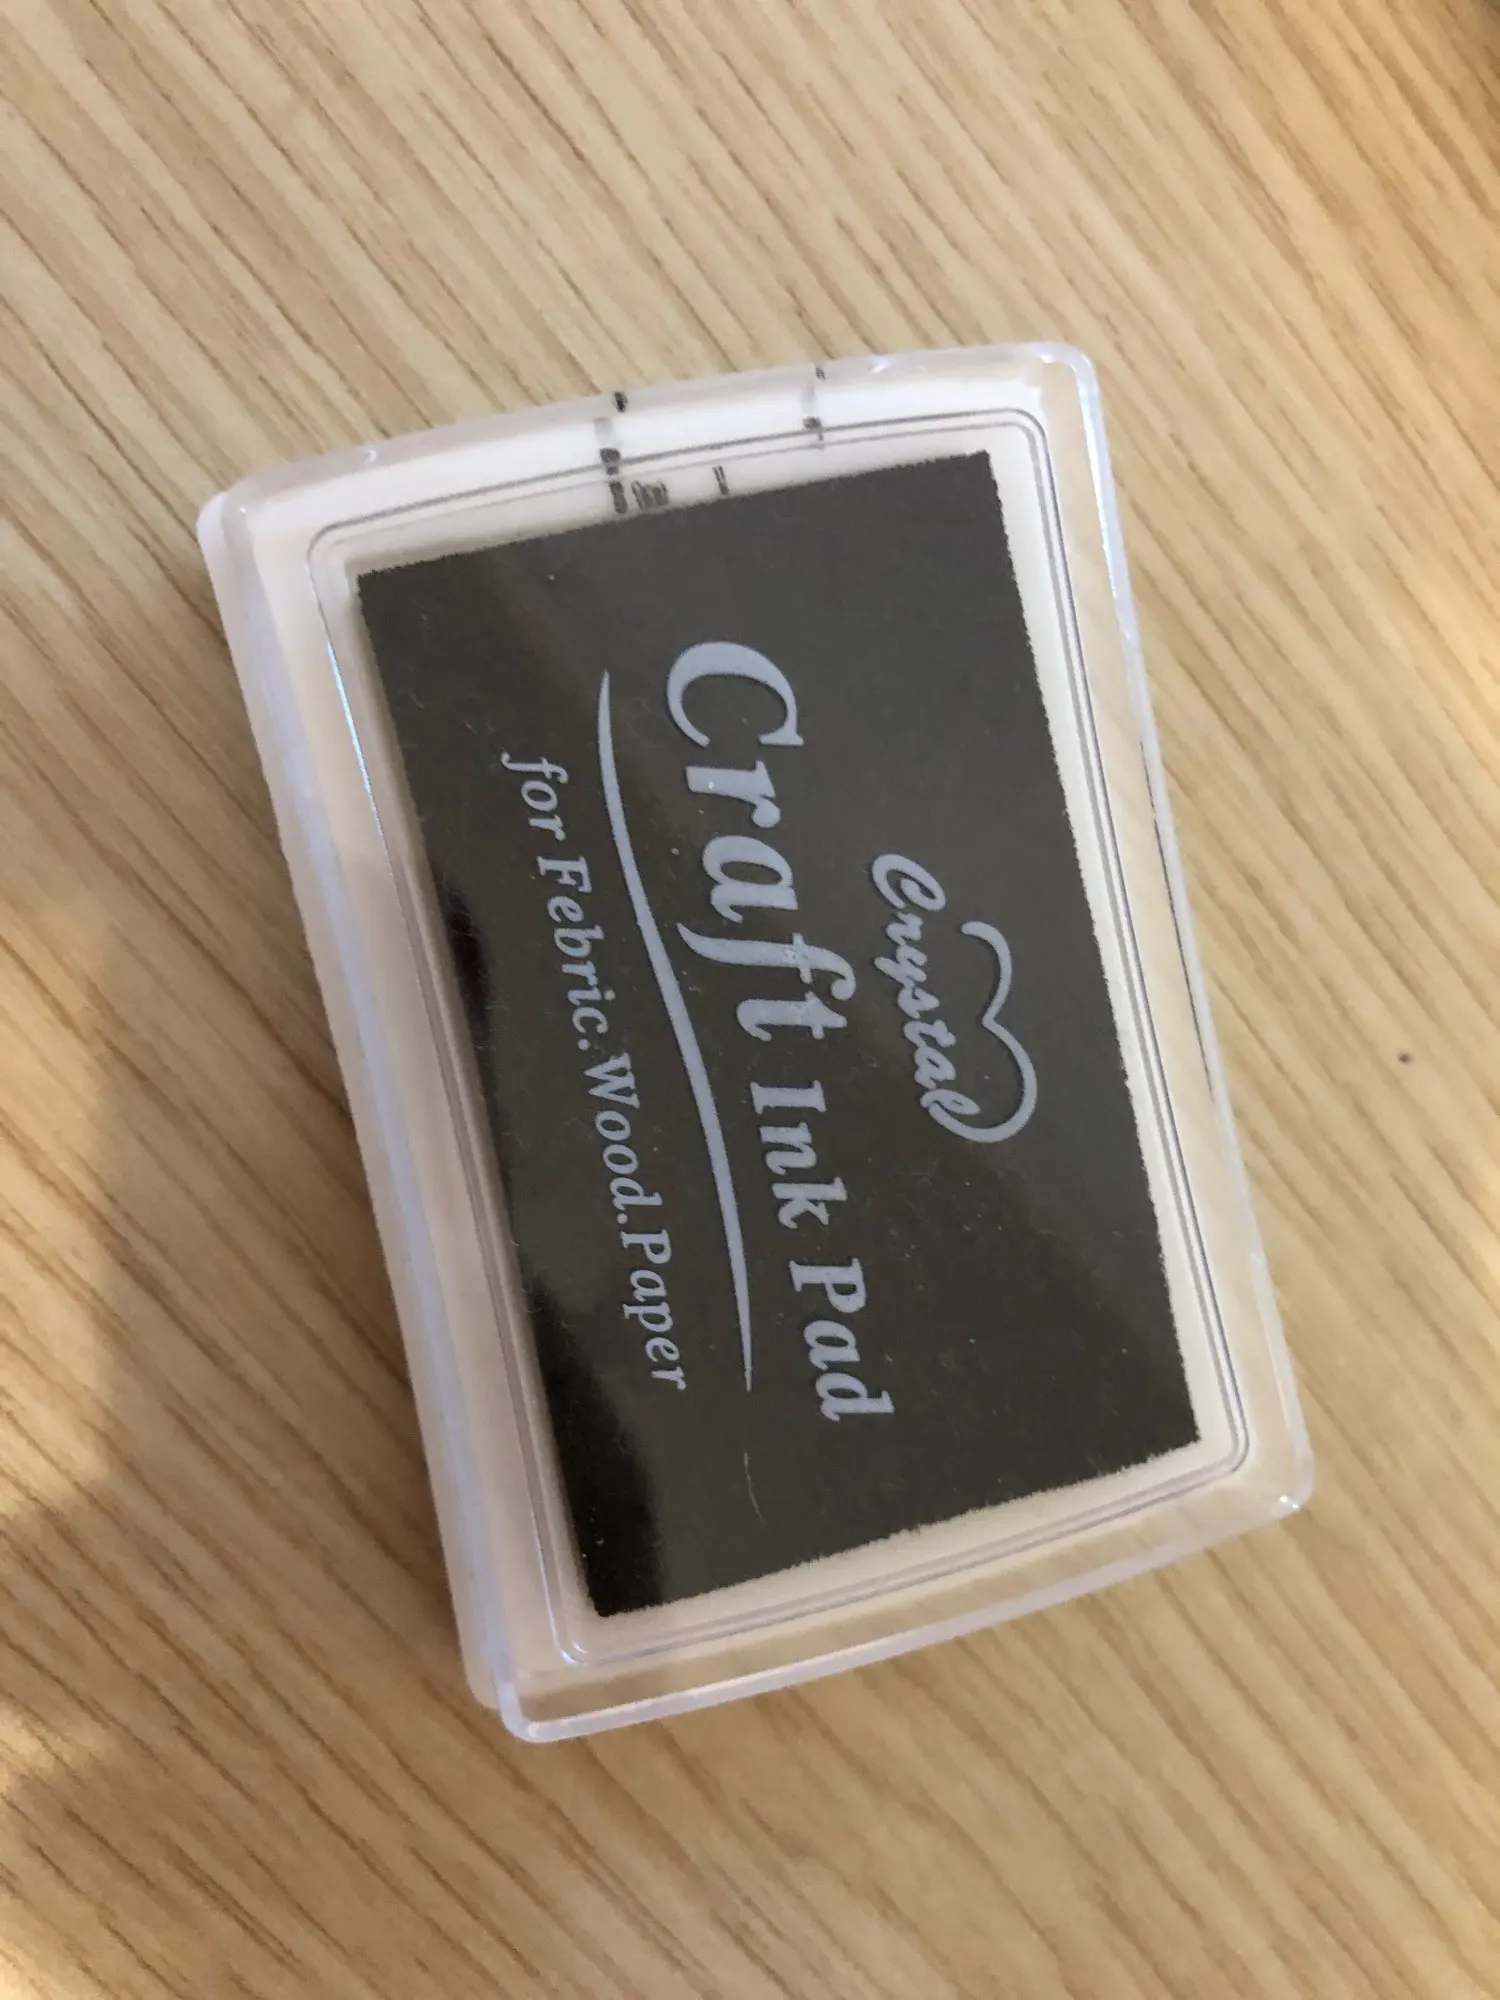 Crystal
Craft Ink Pad
for Febric.Wood.Paper